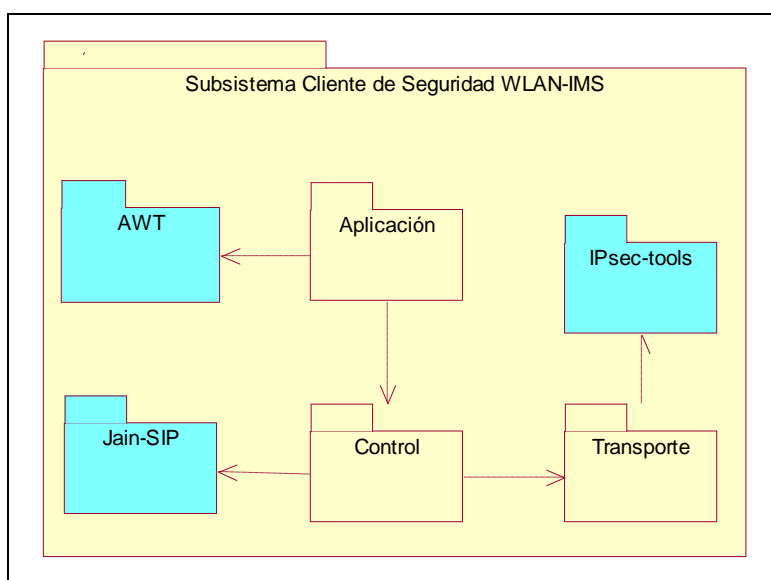 Subsistema Cliente de Seguridad WLAN-IMS
AWT
Aplicación
IPsec-tools
Jain-SIP
Control
Transporte